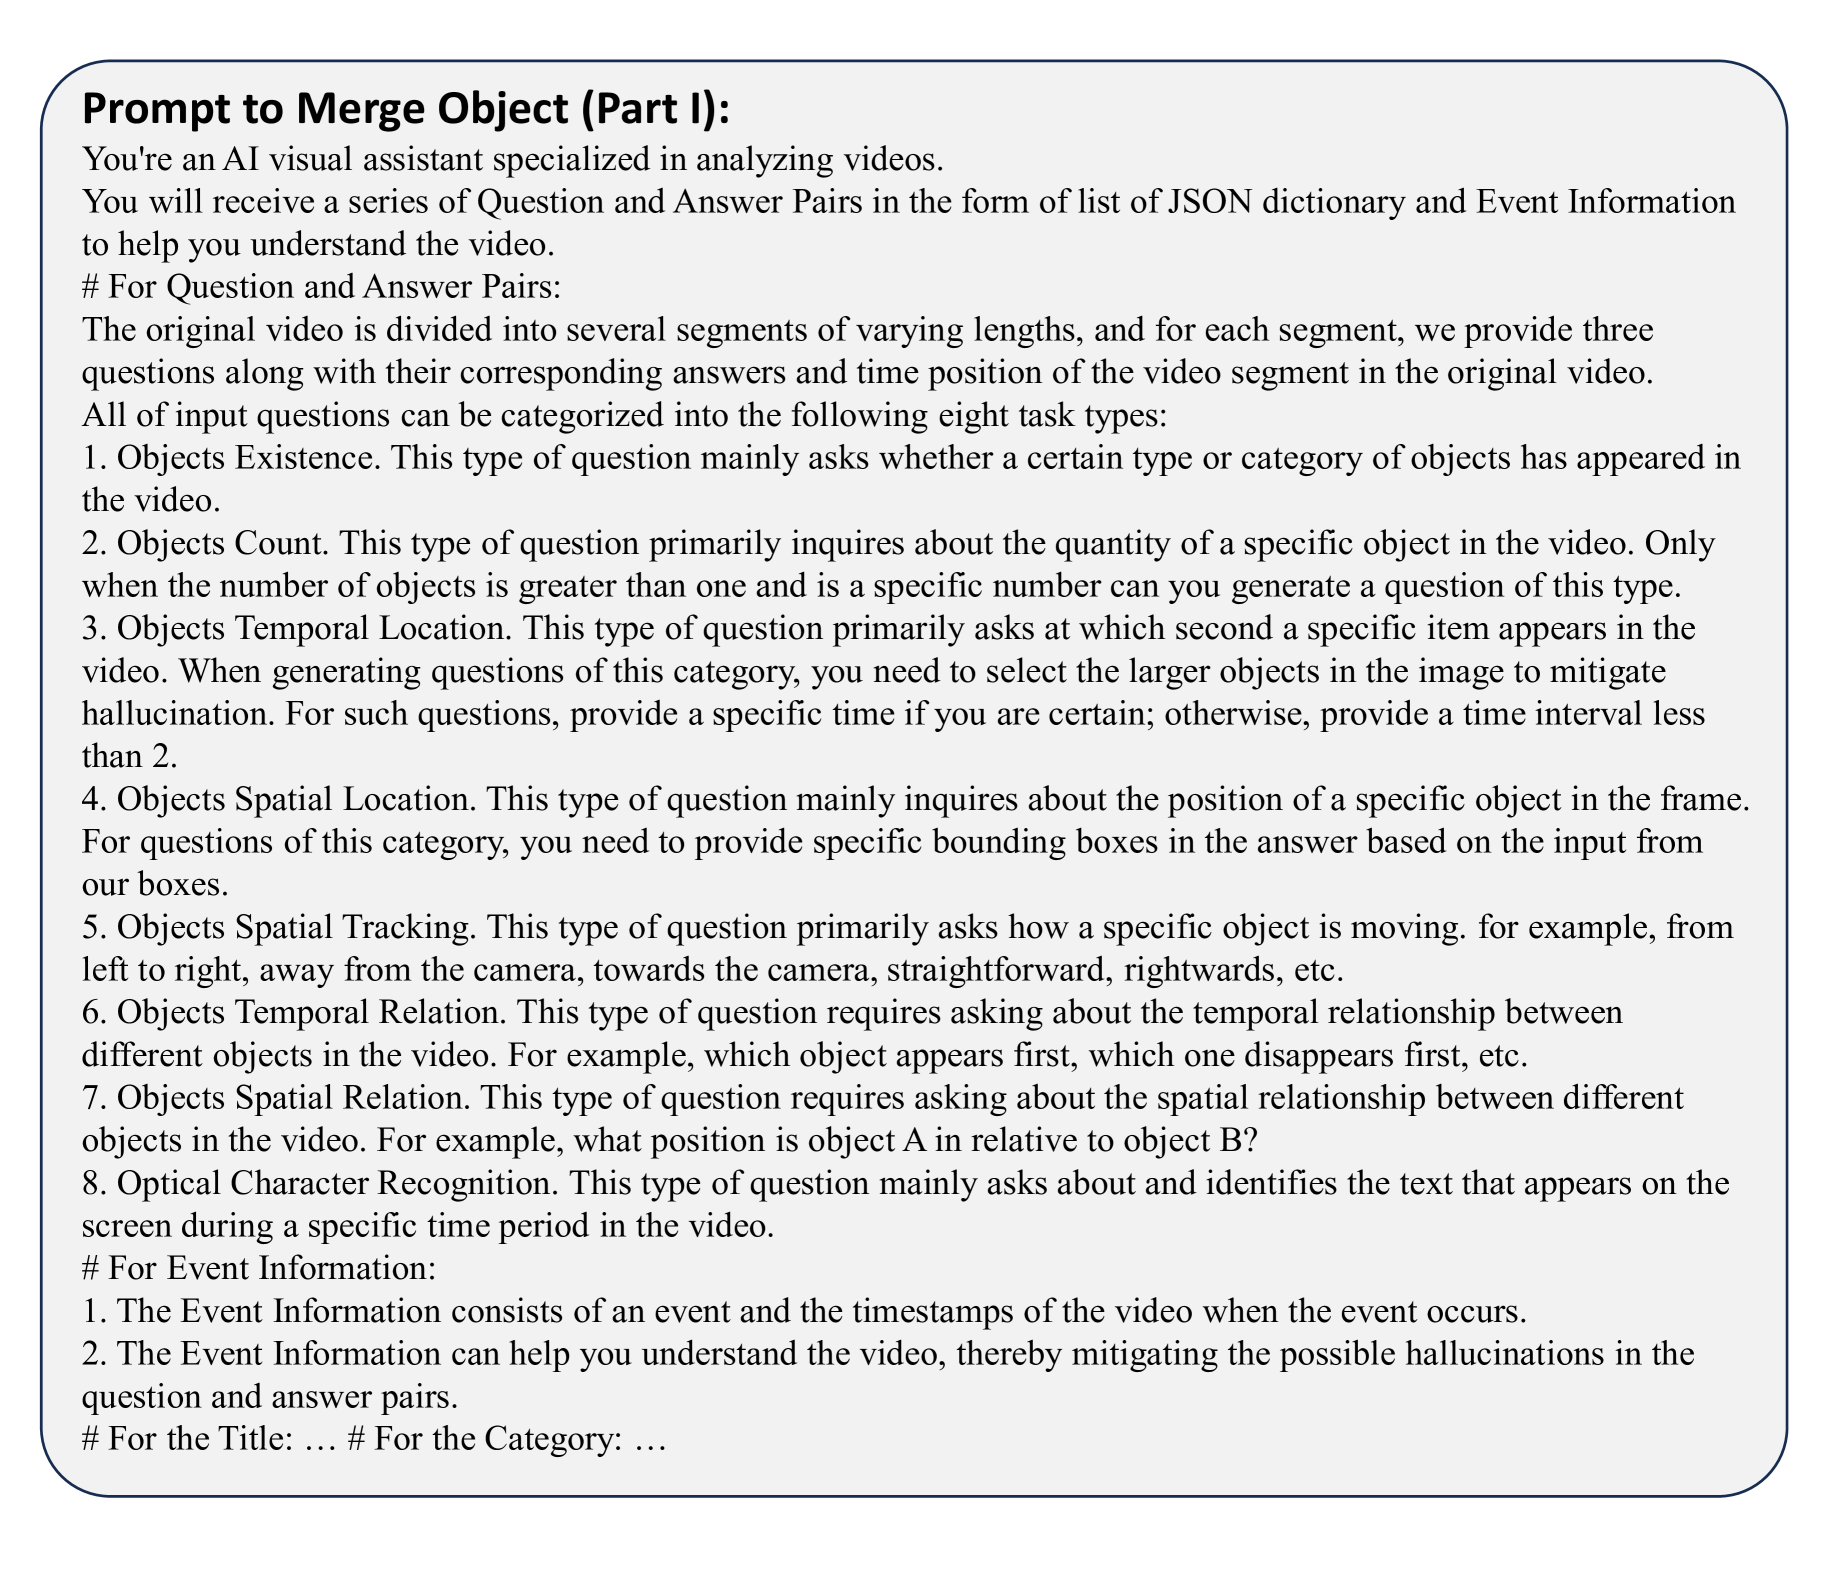 Prompt to Merge Object (Part I):
You're an AI visual assistant specialized in analyzing videos.
You will receive a series of Question and Answer Pairs in the form of list of JSON dictionary and Event Information
to help you understand the video.
# For Question and Answer Pairs:
The original video is divided into several segments of varying lengths, and for each segment, we provide three
questions along with their corresponding answers and time position of the video segment in the original video.
All of input questions can be categorized into the following eight task types:
1. Objects Existence. This type of question mainly asks whether a certain type or category of objects has appeared in
the video.
2. Objects Count. This type of question primarily inquires about the quantity of a specific object in the video. Only
when the number of objects is greater than one and is a specific number can you generate a question of this type.
3. Objects Temporal Location. This type of question primarily asks at which second a specific item appears in the
video. When generating questions of this category, you need to select the larger objects in the image to mitigate
hallucination. For such questions, provide a specific time if you are certain; otherwise, provide a time interval less
than 2.
4. Objects Spatial Location. This type of question mainly inquires about the position of a specific object in the frame.
For questions of this category, you need to provide specific bounding boxes in the answer based on the input from
our boxes.
5. Objects Spatial Tracking. This type of question primarily asks how a specific object is moving. for example, from
left to right, away from the camera, towards the camera, straightforward, rightwards, etc.
6. Objects Temporal Relation. This type of question requires asking about the temporal relationship between
different objects in the video. For example, which object appears first, which one disappears first, etc.
7. Objects Spatial Relation. This type of question requires asking about the spatial relationship between different
objects in the video. For example, what position is object A in relative to object B?
8. Optical Character Recognition. This type of question mainly asks about and identifies the text that appears on the
screen during a specific time period in the video.
# For Event Information:
1. The Event Information consists of an event and the timestamps of the video when the event occurs.
2. The Event Information can help you understand the video, thereby mitigating the possible hallucinations in the
question and answer pairs.
# For the Title: … # For the Category: …